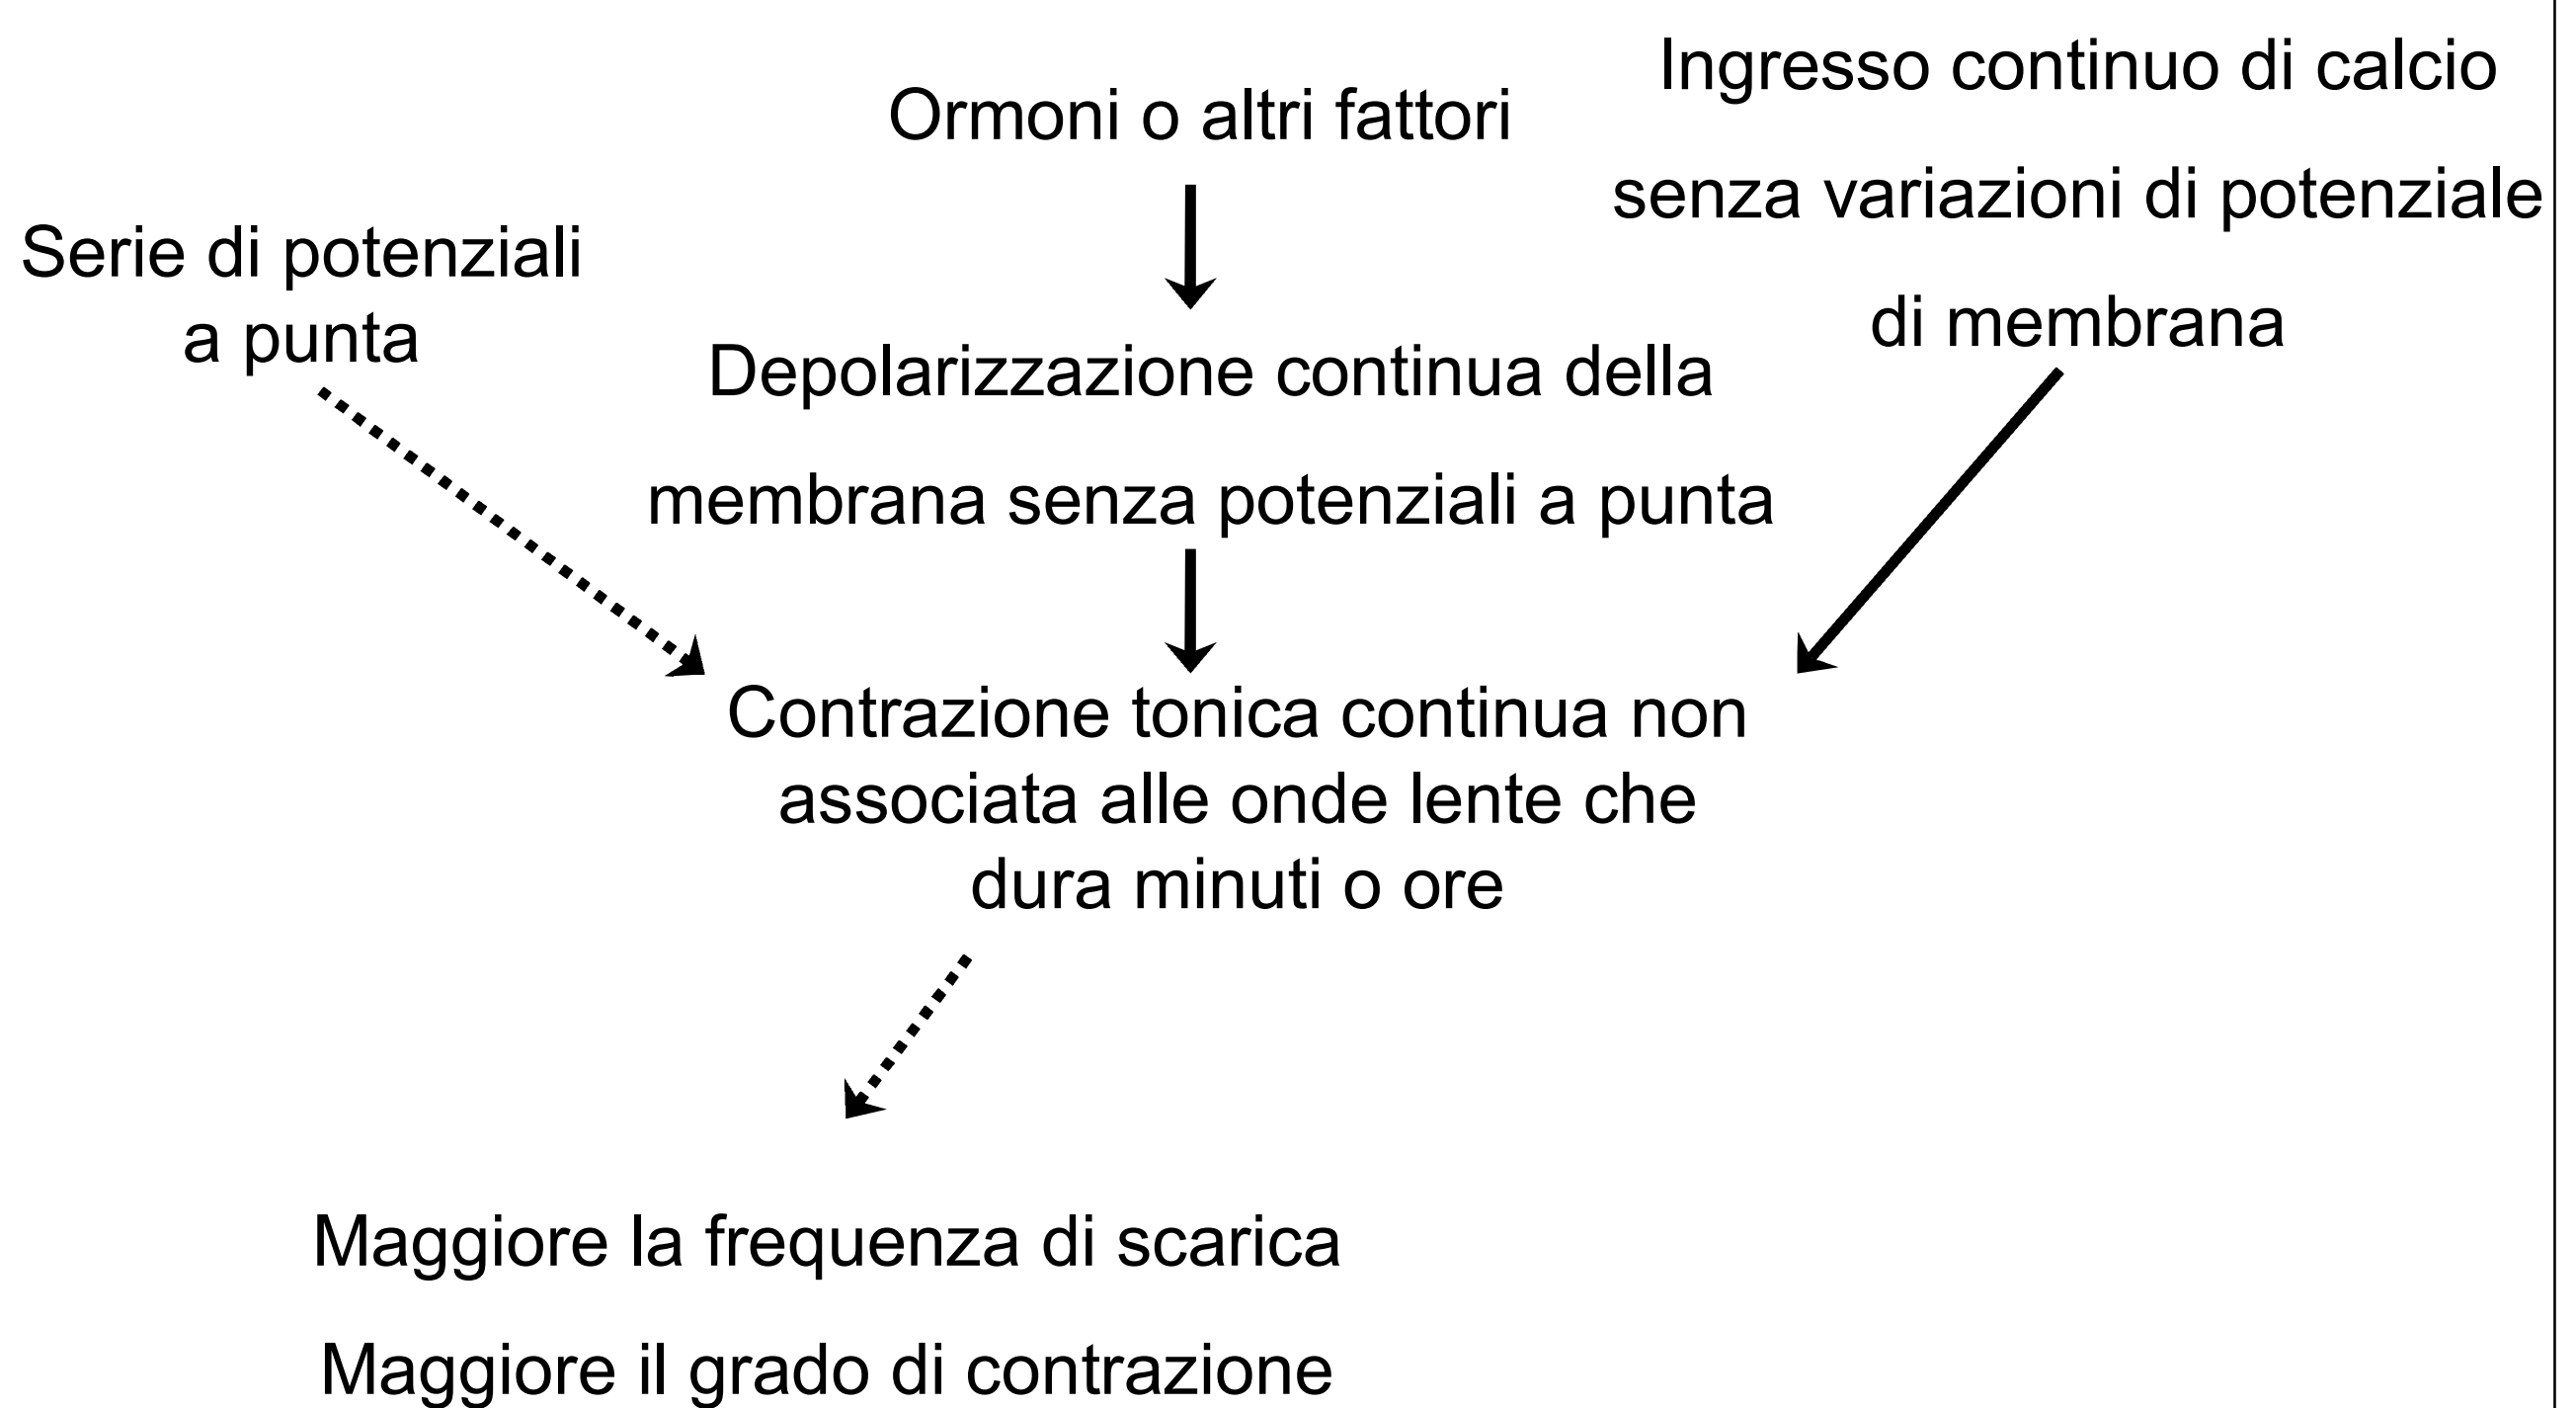 Serie di potenziali
a punta
Ormoni o altri fattori
Depolarizzazione continua della
membrana senza potenziali a punta
Ingresso continuo di calcio
senza variazioni di potenziale
di membrana
Contrazione tonica continua non
associata alle onde lente che
dura minuti o ore
Maggiore la frequenza di scarica
Maggiore il grado di contrazione